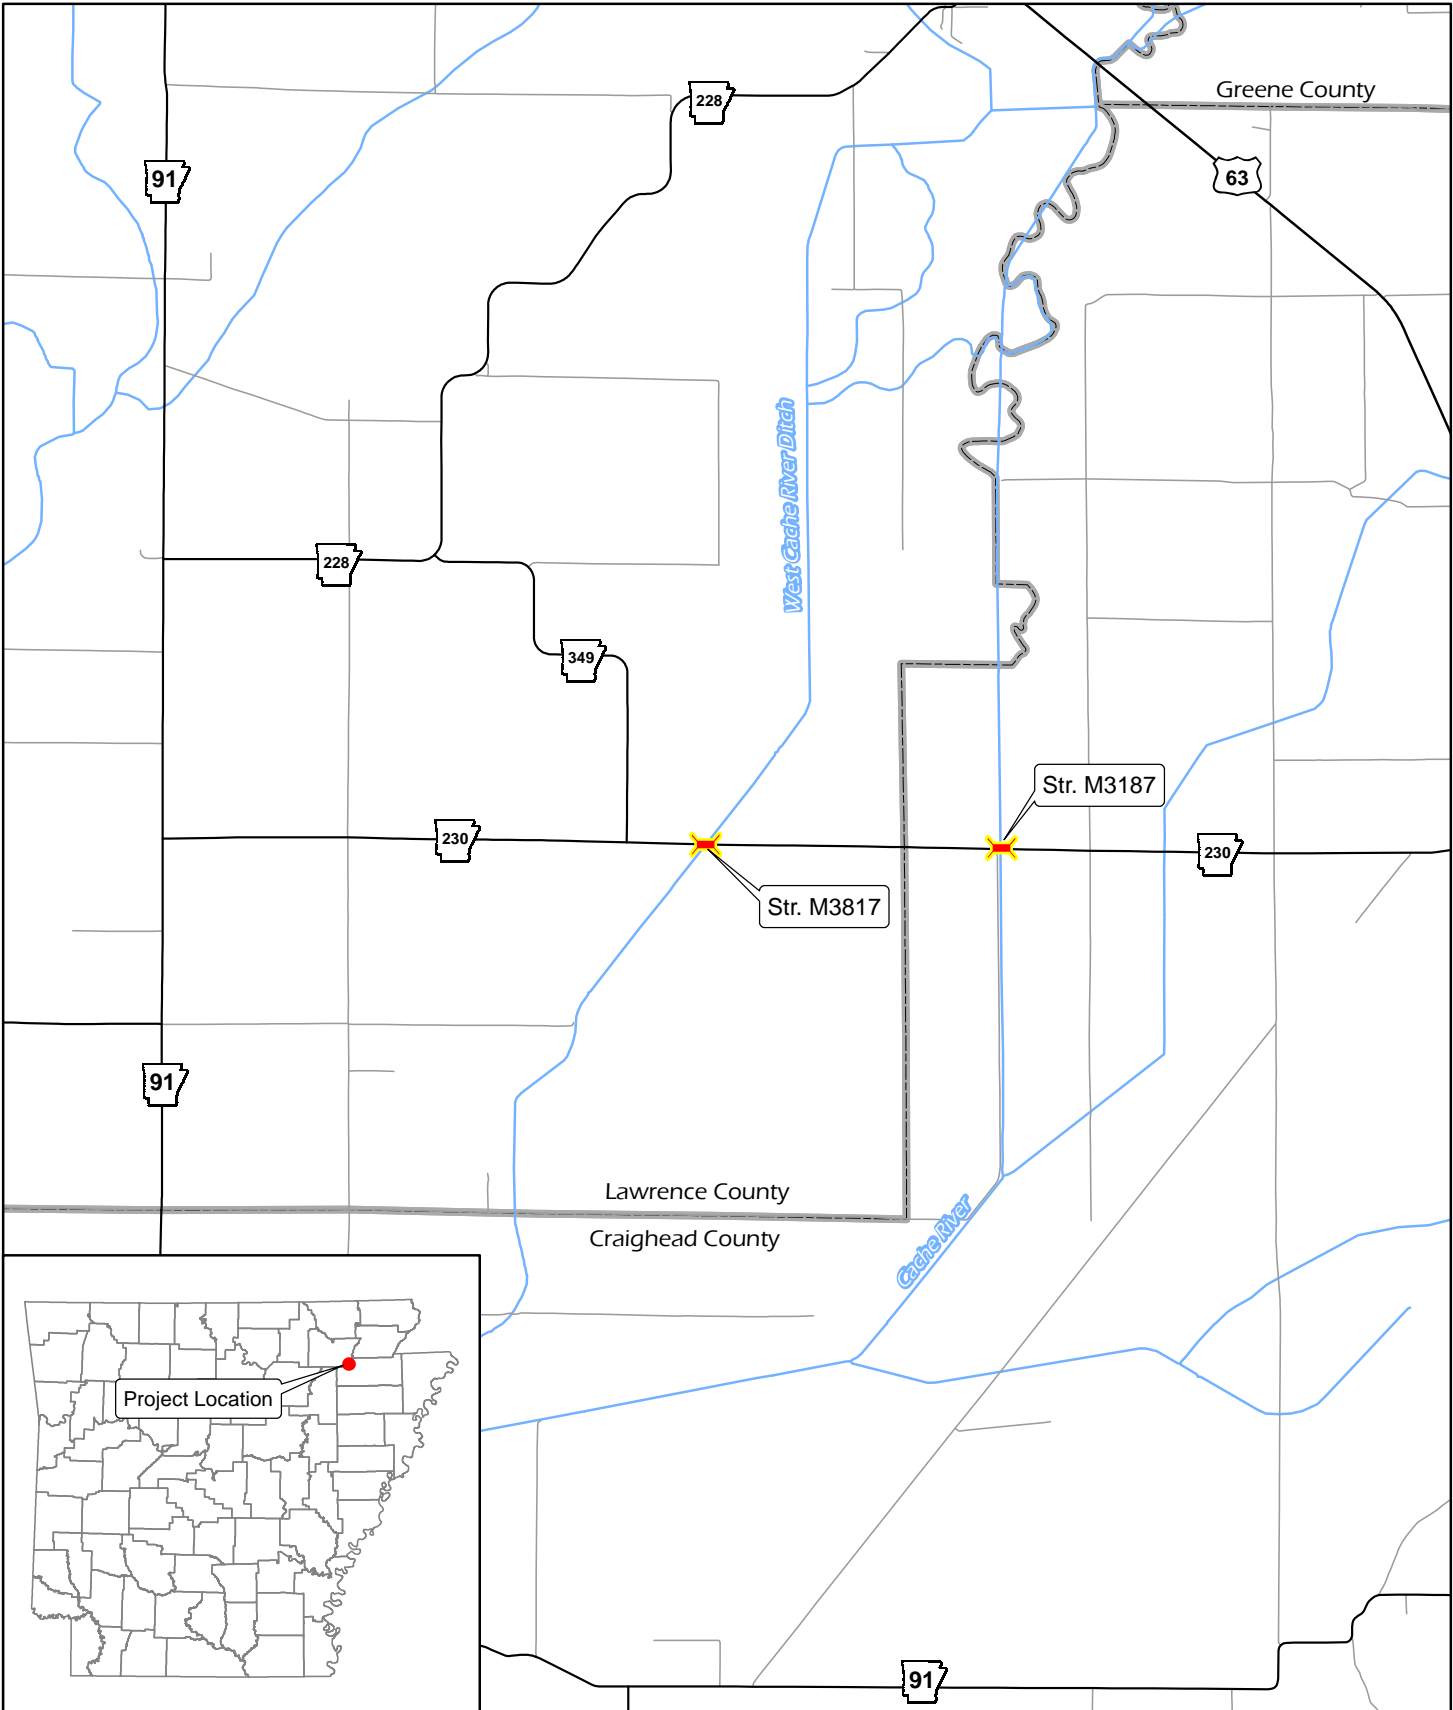 Greene County
228
91
63
West Cache River Ditch
228
349
Str. M3187
230
230
Str. M3817
91
Lawrence County
Craighead County
Cache River
Project Location
91